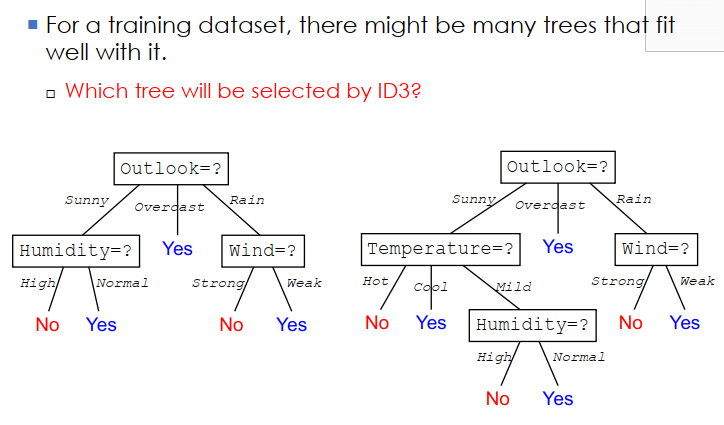 For a training dataset, there might be many trees that fit
well with it.
Which tree will be selected by ID3?
Outlook=?
Sunny
Overcast
Rain
Humidity=?
Yes
Wind=?
High
Normal
Strong
Weak
No
Yes
No
Yes
Outlook=?
Sunny
Overcast
Rain
Temperature=?
Yes
Wind=?
Hot
Cool
Mild
Strong
Weak
No
Yes
Humidity=?
No
Yes
High
Normal
No
Yes